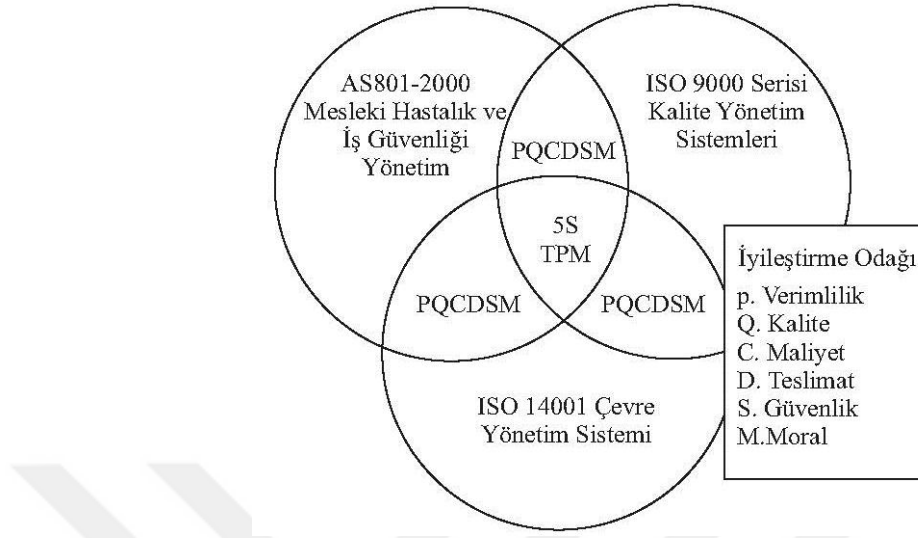 AS801-2000
Mesleki Hastalık ve
İş Güvenliği
Yönetim
ISO 9000 Serisi
Kalite Yönetim
Sistemleri
PQCDSM
5S
TPM
PQCDSM
PQCDSM
ISO 14001 Çevre
Yönetim Sistemi
İyileştirme Odağı
p. Verimlilik
Q. Kalite
C. Maliyet
D. Teslimat
S. Güvenlik
M.Moral